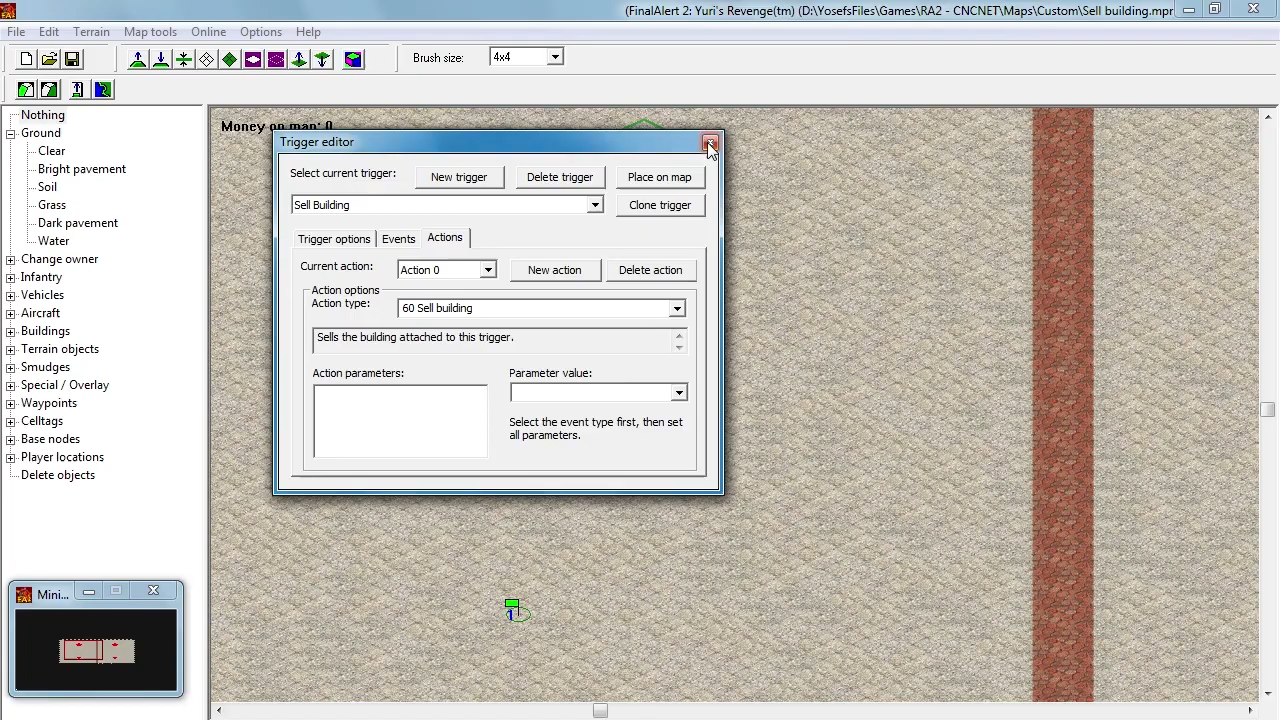 (FinalAlert 2: Yuri's Revenge(tm) (D:\YosefsFiles\Games\RA2 - CNCNET\Maps\Custom\Sell building.mpr
File Edit Terrain Map tools Online Options Help
Brush size: 4x4
Nothing
Ground
Clear
Bright pavement
Soil
Grass
Dark pavement
Water
Change owner
Infantry
Vehicles
Aircraft
Buildings
Terrain objects
Smudges
Special / Overlay
Waypoints
Celltags
Base nodes
Player locations
Delete objects
Money on map: 0
Trigger editor
Select current trigger: New trigger Delete trigger Place on map
Sell Building Clone trigger
Trigger options Events Actions
Current action: Action 0 New action Delete action
Action options
Action type: 60 Sell building
Sells the building attached to this trigger.
Action parameters: Parameter value:
Select the event type first, then set
all parameters.
1
Mini...